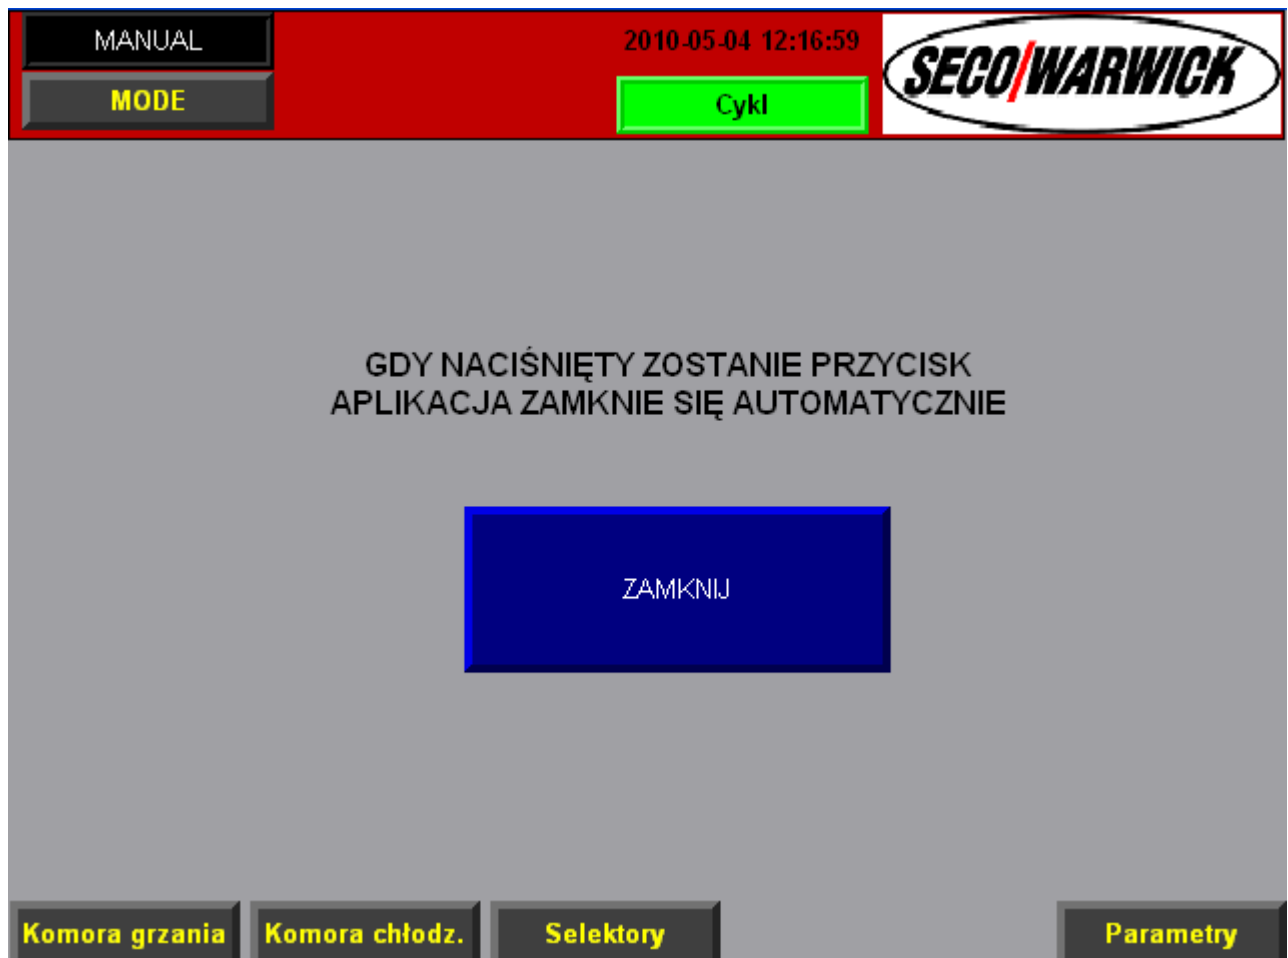 MANUAL
MODE
2010-05-04 12:16:59
Cykl
SECO/WARWICK
GDY NACIŚNIĘTY ZOSTANIE PRZYCISK
APLIKACJA ZAMKNIE SIĘ AUTOMATYCZNIE
ZAMKNIJ
Komora grzania
Komora chłodz.
Selektory
Parametry